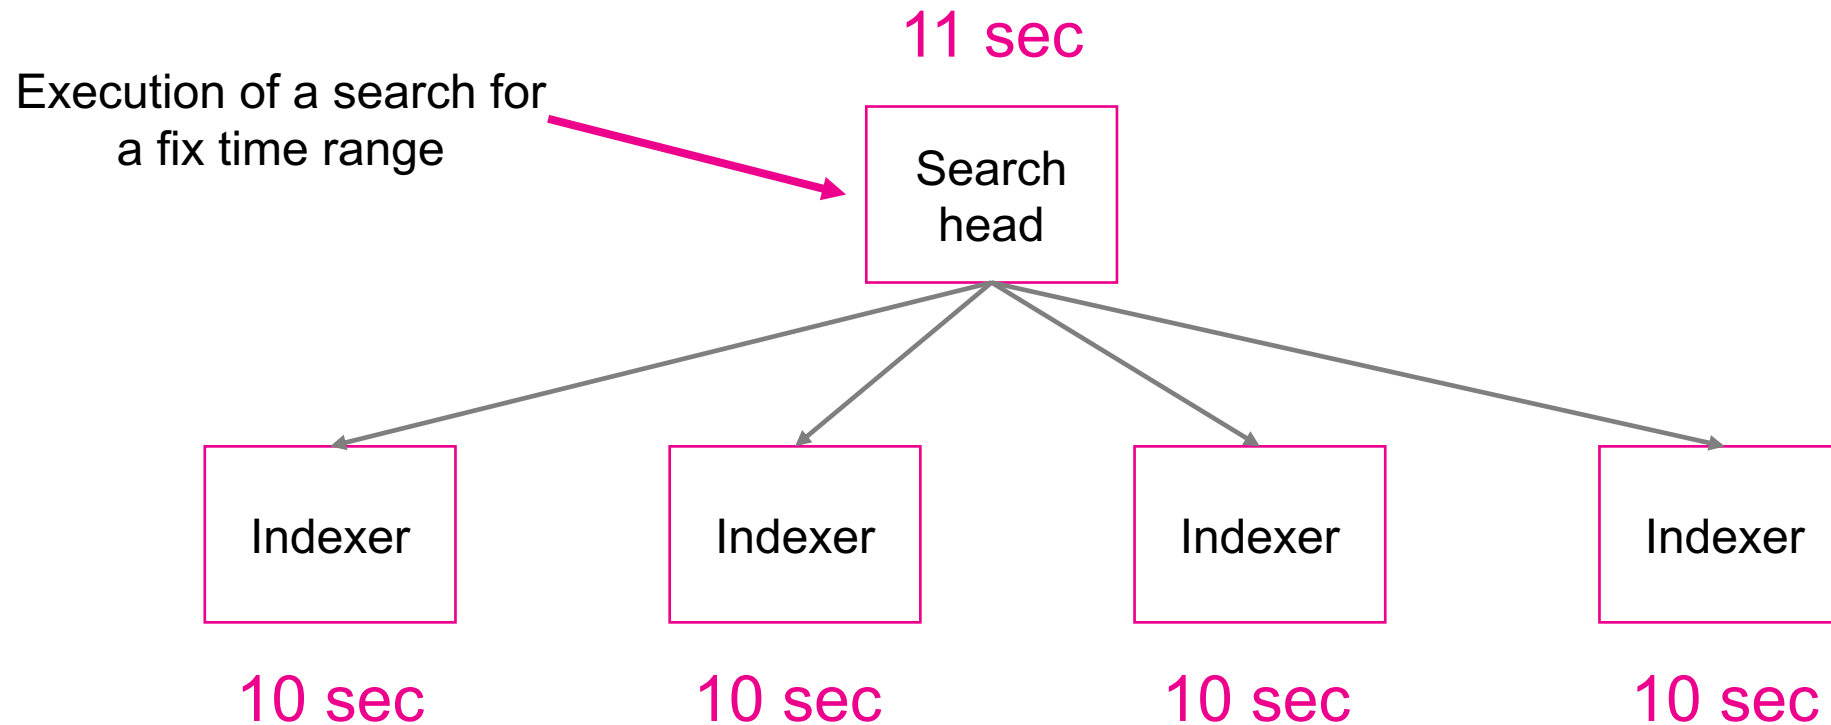 11 sec
Execution of a search for
a fix time range
Search
head
Indexer
Indexer
Indexer
Indexer
10 sec
10 sec
10 sec
10 sec